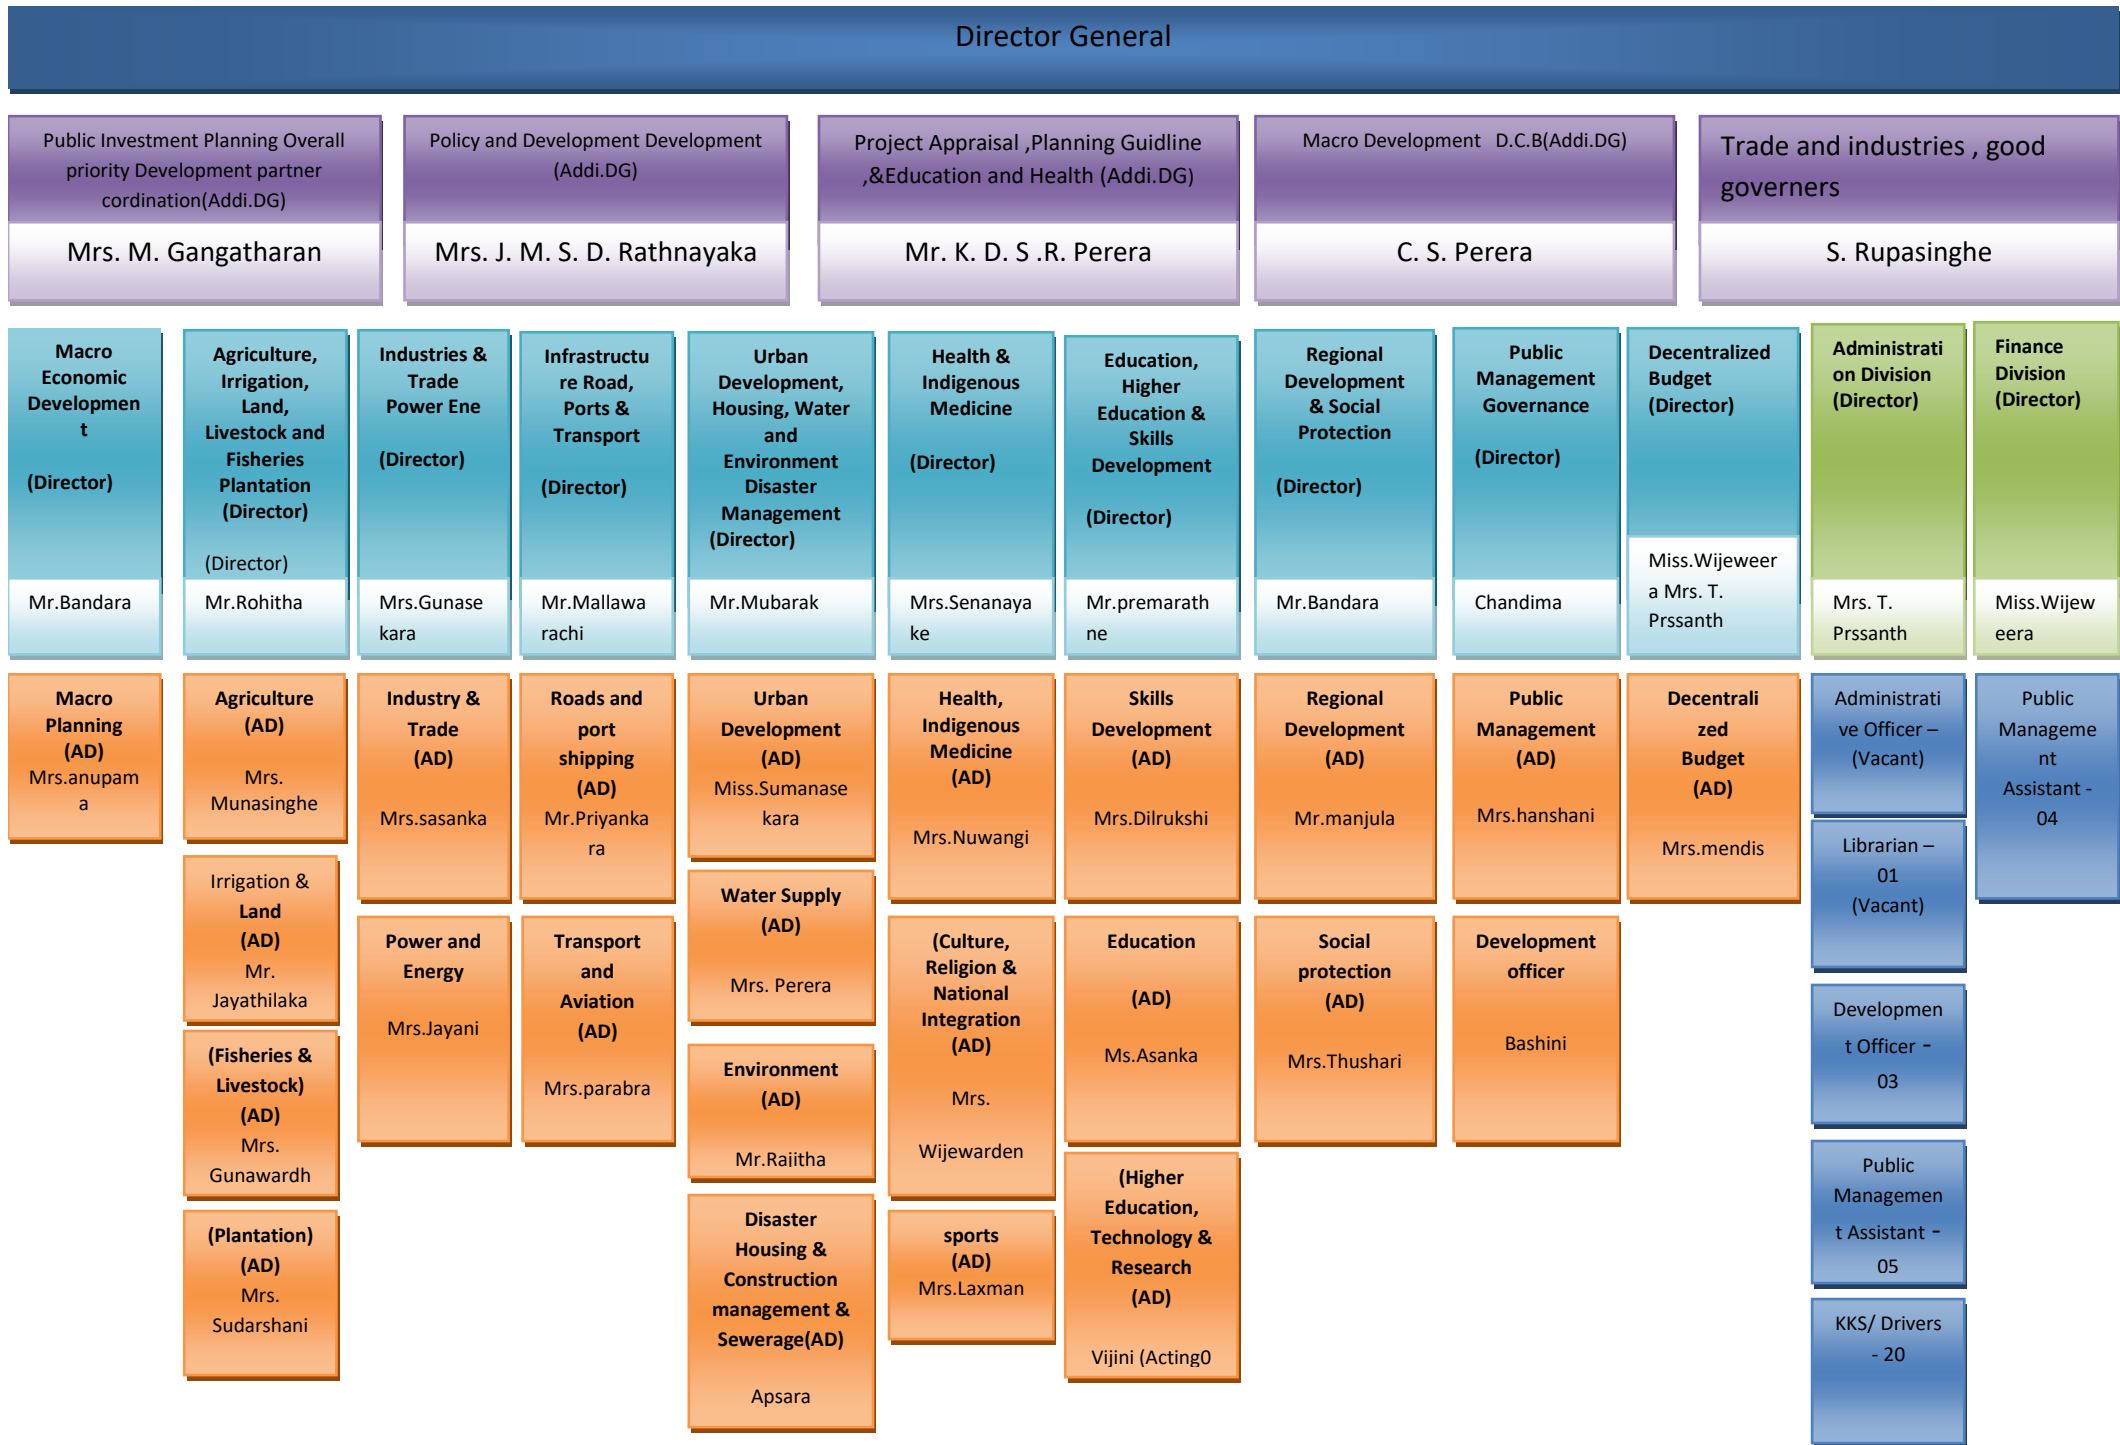 Director General
Public Investment Planning Overall
priority Development partner
cordination(Addi.DG)
Mrs. M. Gangatharan
Policy and Development Development
(Addi.DG)
Mrs. J. M. S. D. Rathnayaka
Project Appraisal ,Planning Guidline
,&Education and Health (Addi.DG)
Mr. K. D. S .R. Perera
Macro Development D.C.B(Addi.DG)
C. S. Perera
Trade and industries , good
governers
S. Rupasinghe
Macro
Economic
Developmen
t
(Director)
Mr.Bandara
Agriculture,
Irrigation,
Land,
Livestock and
Fisheries
Plantation
(Director)
(Director)
Mr.Rohitha
Industries &
Trade
Power Ene
(Director)
Mrs.Gunase
kara
Infrastructu
re Road,
Ports &
Transport
(Director)
Mr.Mallawa
rachi
Urban
Development,
Housing, Water
and
Environment
Disaster
Management
(Director)
Mr.Mubarak
Health &
Indigenous
Medicine
(Director)
Mrs.Senanaya
ke
Education,
Higher
Education &
Skills
Development
(Director)
Mr.premarath
ne
Regional
Development
& Social
Protection
(Director)
Mr.Bandara
Public
Management
Governance
(Director)
Chandima
Decentralized
Budget
(Director)
Miss.Wijeweer
a Mrs. T.
Prssanth
Administrati
on Division
(Director)
Mrs. T.
Prssanth
Finance
Division
(Director)
Miss.Wijew
eera
Macro
Planning
(AD)
Mrs.anupam
a
Agriculture
(AD)
Mrs.
Munasinghe
Irrigation &
Land
(AD)
Mr.
Jayathilaka
(Fisheries &
Livestock)
(AD)
Mrs.
Gunawardh
(Plantation)
(AD)
Mrs.
Sudarshani
Industry &
Trade
(AD)
Mrs.sasanka
Power and
Energy
Mrs.Jayani
Roads and
port
shipping
(AD)
Mr.Priyanka
ra
Transport
and
Aviation
(AD)
Mrs.parabra
Urban
Development
(AD)
Miss.Sumanase
kara
Water Supply
(AD)
Mrs. Perera
Environment
(AD)
Mr.Rajitha
Disaster
Housing &
Construction
management &
Sewerage(AD)
Apsara
Health,
Indigenous
Medicine
(AD)
Mrs.Nuwangi
(Culture,
Religion &
National
Integration
(AD)
Mrs.
Wijewarden
sports
(AD)
Mrs.Laxman
Skills
Development
(AD)
Mrs.Dilrukshi
Education
(AD)
Ms.Asanka
(Higher
Education,
Technology &
Research
(AD)
Vijini (Acting0
Regional
Development
(AD)
Mr.manjula
Social
protection
(AD)
Mrs.Thushari
Public
Management
(AD)
Mrs.hanshani
Development
officer
Bashini
Decentrali
zed
Budget
(AD)
Mrs.mendis
Administrati
ve Officer –
(Vacant)
Librarian –
01
(Vacant)
Developmen
t Officer -
03
Public
Managemen
t Assistant -
05
KKS/ Drivers
- 20
Public
Manageme
nt
Assistant -
04